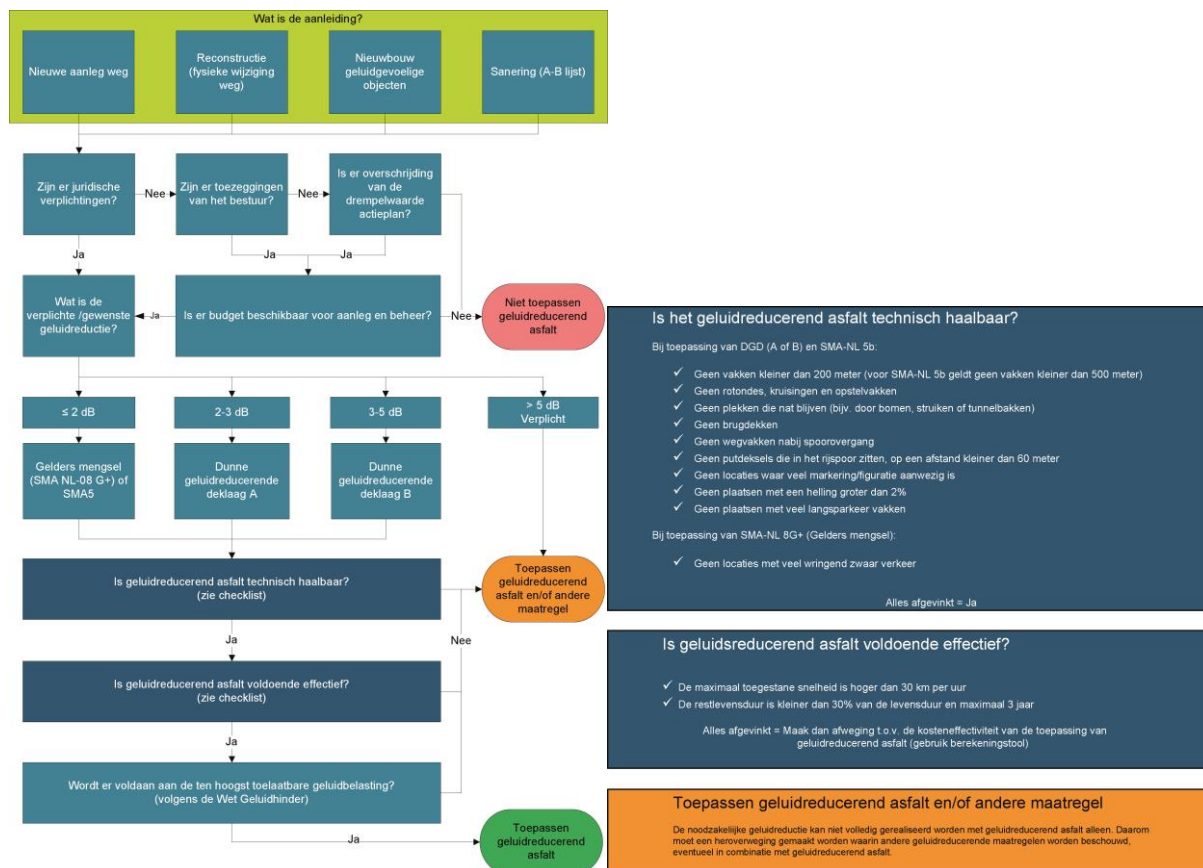 Wat is de aanleiding?
Nieuwe aanleg weg
Reconstructie
(fysieke wijziging
weg)
Nieuwbouw
geluidgevoelige
objecten
Sanering (A-B lijst)
Zijn er juridische
verplichtingen?
Nee
Zijn er toezeggingen
van het bestuur?
Nee
Is er overschrijding
van de
drempelwaarde
actieplan?
Ja
Ja
Ja
Wat is de
verplichte /gewenste
geluidreductie?
Ja
Is er budget beschikbaar voor aanleg en beheer?
Nee
Niet toepassen
geluidreducerend
asfalt
≤ 2 dB
2-3 dB
3-5 dB
> 5 dB
Verplicht
Gelders mengsel
(SMA NL-08 G+) of
SMA5
Dunne
geluidreducerende
deklaag A
Dunne
geluidreducerende
deklaag B
Is geluidreducerend asfalt technisch haalbaar?
(zie checklist)
Toepassen
geluidreducerend
asfalt en/of andere
maatregel
Ja
Nee
Is geluidreducerend asfalt voldoende effectief?
(zie checklist)
Ja
Wordt er voldaan aan de ten hoogst toelaatbare geluidbelasting?
(volgens de Wet Geluidhinder)
Ja
Toepassen
geluidreducerend
asfalt
Is het geluidreducerend asfalt technisch haalbaar?
Bij toepassing van DGD (A of B) en SMA-NL 5b:
✓ Geen vakken kleiner dan 200 meter (voor SMA-NL 5b geldt geen vakken kleiner dan 500 meter)
✓ Geen rotondes, kruisingen en opstelvakken
✓ Geen plekken die nat blijven (bijv. door bomen, struiken of tunnelbakken)
✓ Geen brugdekken
✓ Geen wegvakken nabij spoorovergang
✓ Geen putdeksels die in het rijspoor zitten, op een afstand kleiner dan 60 meter
✓ Geen locaties waar veel markering/figuratie aanwezig is
✓ Geen plaatsen met een helling groter dan 2%
✓ Geen plaatsen met veel langsparkeer vakken
Bij toepassing van SMA-NL 8G+ (Gelders mengsel):
✓ Geen locaties met veel wringend zwaar verkeer
Alles afgevinkt = Ja
Is geluidsreducerend asfalt voldoende effectief?
✓ De maximaal toegestane snelheid is hoger dan 30 km per uur
✓ De restlevensduur is kleiner dan 30% van de levensduur en maximaal 3 jaar
Alles afgevinkt = Maak dan afweging t.o.v. de kosteneffectiviteit van de toepassing van
geluidreducerend asfalt (gebruik berekeningstool)
Toepassen geluidreducerend asfalt en/of andere maatregel
De noodzakelijke geluidreductie kan niet volledig gerealiseerd worden met geluidreducerend asfalt alleen. Daarom
moet een heroverweging gemaakt worden waarin andere geluidreducerende maatregelen worden beschouwd,
eventueel in combinatie met geluidreducerend asfalt.